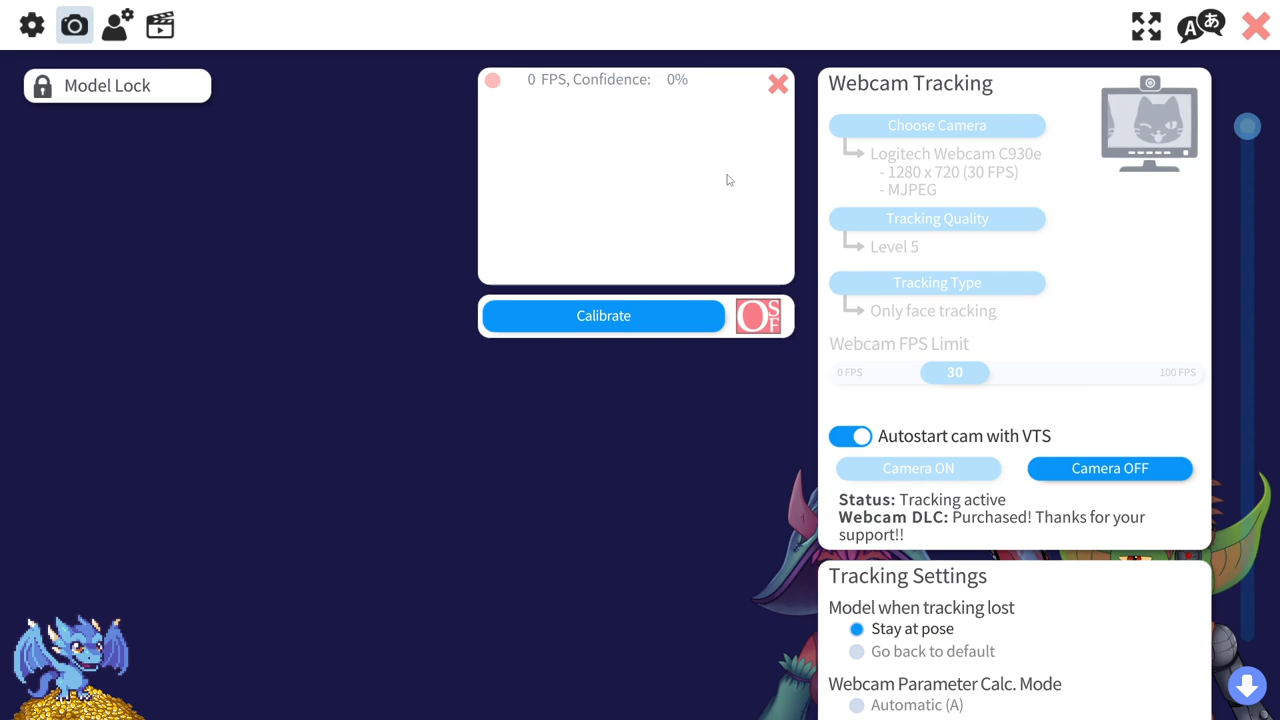 Model Lock
0 FPS, Confidence: 0%
Calibrate
OSF
Webcam Tracking
Choose Camera
Logitech Webcam C930e
- 1280 x 720 (30 FPS)
- MJPEG
Tracking Quality
Level 5
Tracking Type
Only face tracking
Webcam FPS Limit
0 FPS 30 100 FPS
Autostart cam with VTS
Camera ON Camera OFF
Status: Tracking active
Webcam DLC: Purchased! Thanks for your
support!!
Tracking Settings
Model when tracking lost
Stay at pose
Go back to default
Webcam Parameter Calc. Mode
Automatic (A)
A あ